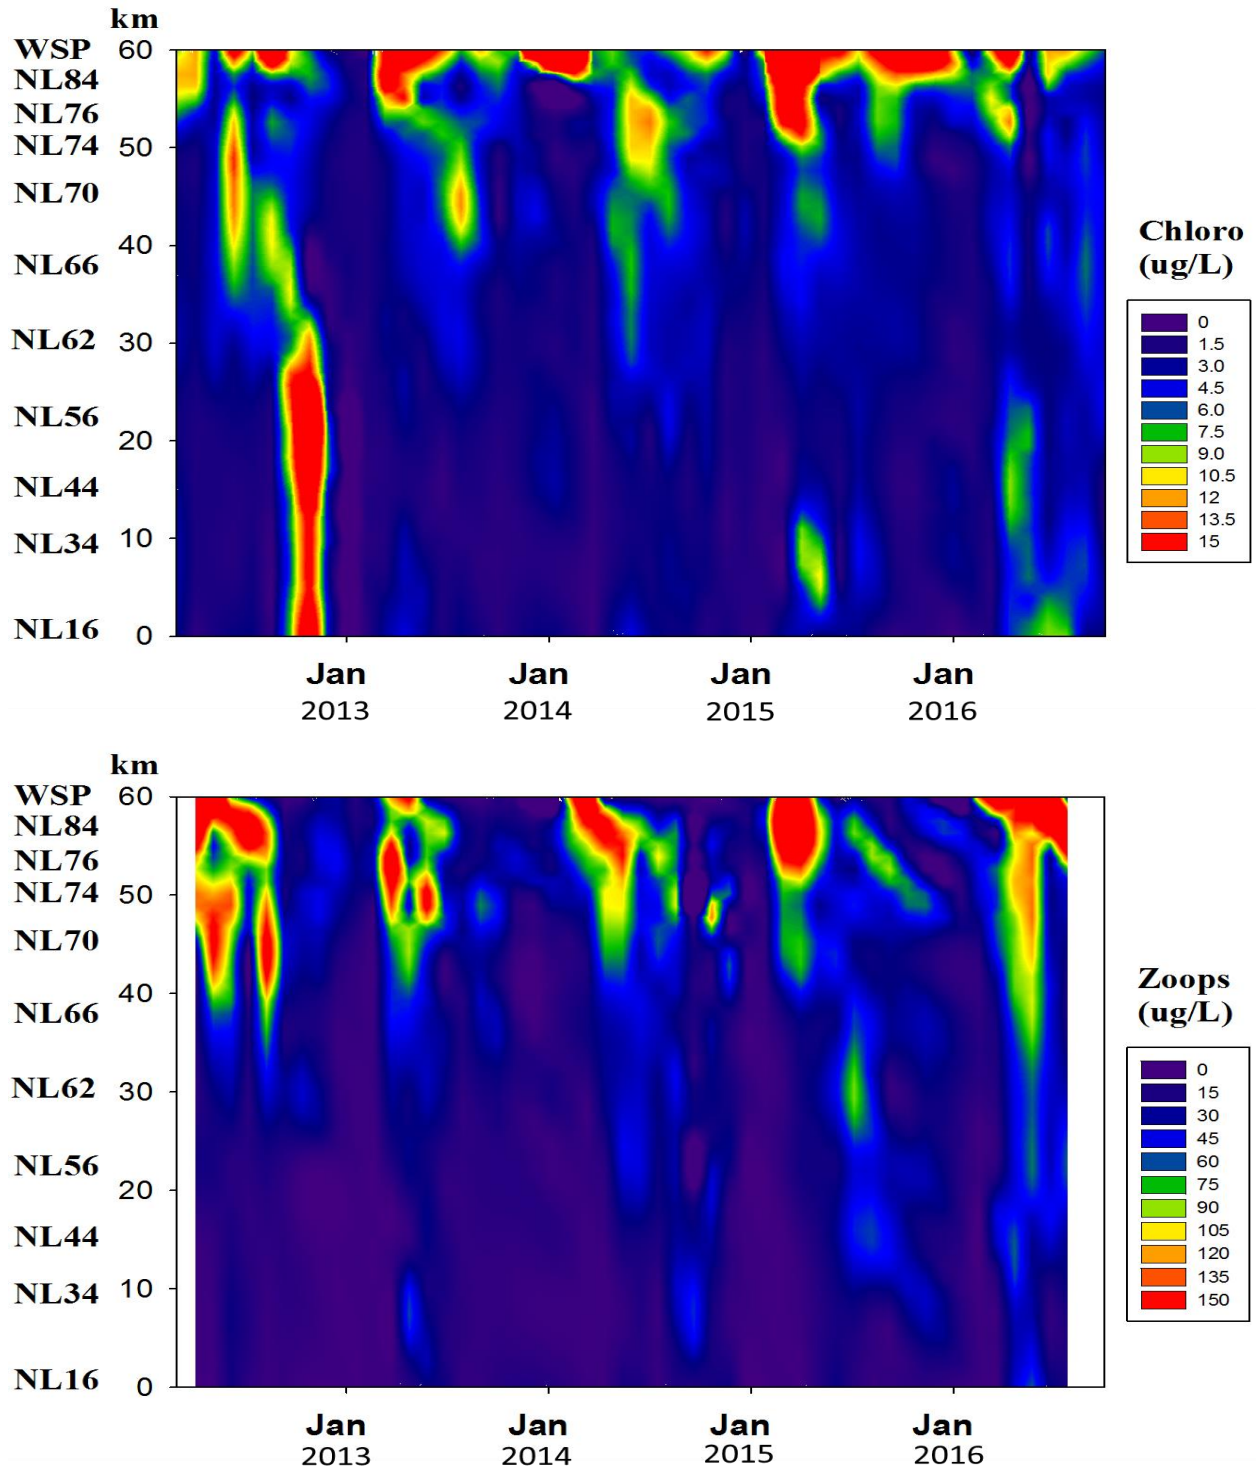 km
WSP 60
NL84
NL76
NL74 50
NL70
40
NL66
NL62 30
NL56
20
NL44
NL34 10
NL16 0
Jan Jan Jan Jan
2013 2014 2015 2016
Chloro
(ug/L)
0
1.5
3.0
4.5
6.0
7.5
9.0
10.5
12
13.5
15
km
WSP 60
NL84
NL76
NL74 50
NL70
40
NL66
NL62 30
NL56
20
NL44
NL34 10
NL16 0
Jan Jan Jan Jan
2013 2014 2015 2016
Zoops
(ug/L)
0
15
30
45
60
75
90
105
120
135
150